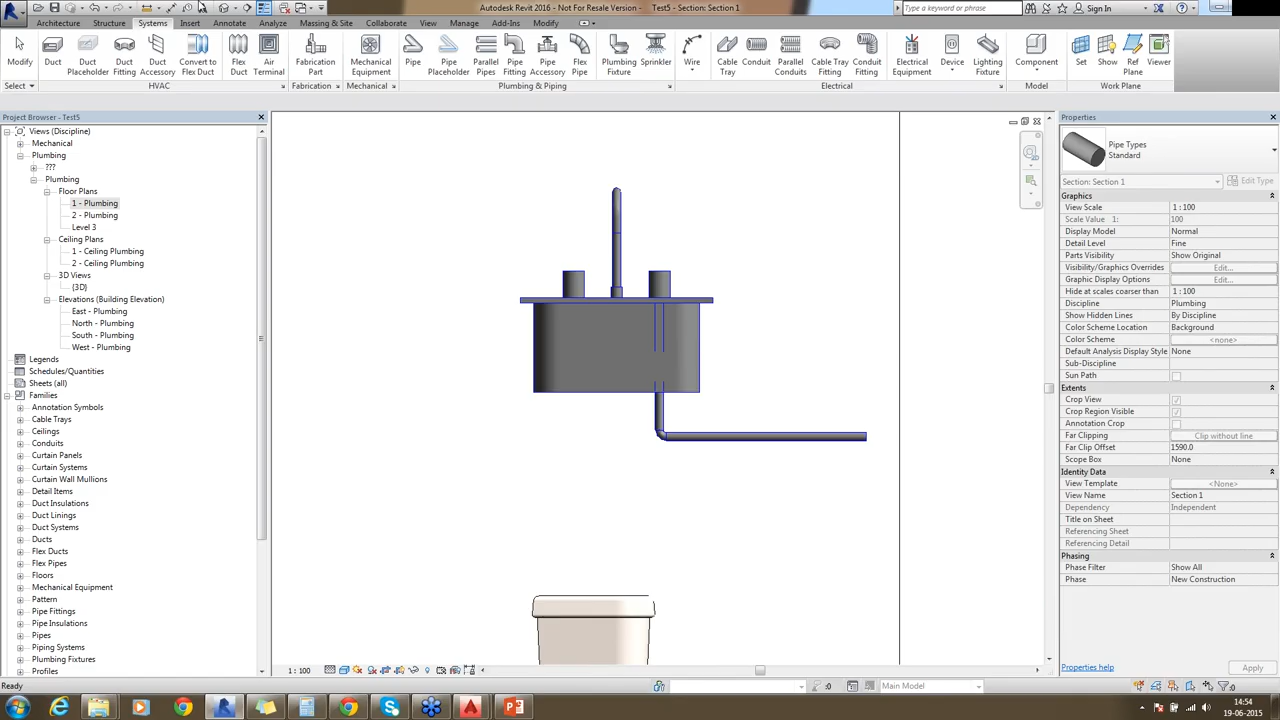 Autodesk Revit 2016 - Not For Resale Version - Test5 - Section: Section 1
Type a keyword or phrase
Sign In
Architecture Structure Systems Insert Annotate Analyze Massing & Site Collaborate View Manage Add-Ins Modify
Modify
Duct
Duct Placeholder
Duct Fitting
Duct Accessory
Convert to Flex Duct
Flex Duct
Air Terminal
Fabrication Part
Mechanical Equipment
Pipe
Pipe Placeholder
Parallel Pipes
Pipe Fitting
Pipe Accessory
Flex Pipe
Plumbing Fixture
Sprinkler
Wire
Cable Tray
Conduit
Parallel Conduits
Cable Tray Fitting
Conduit Fitting
Electrical Equipment
Device
Lighting Fixture
Component
Set
Show
Ref Plane
Viewer
Select
HVAC
Fabrication
Mechanical
Plumbing & Piping
Electrical
Model
Work Plane
Project Browser - Test5
Views (Discipline)
Mechanical
Plumbing
???
Plumbing
Floor Plans
1 - Plumbing
2 - Plumbing
Level 3
Ceiling Plans
1 - Ceiling Plumbing
2 - Ceiling Plumbing
3D Views
{3D}
Elevations (Building Elevation)
East - Plumbing
North - Plumbing
South - Plumbing
West - Plumbing
Legends
Schedules/Quantities
Sheets (all)
Families
Annotation Symbols
Cable Trays
Ceilings
Conduits
Curtain Panels
Curtain Systems
Curtain Wall Mullions
Detail Items
Duct Insulations
Duct Linings
Duct Systems
Ducts
Flex Ducts
Flex Pipes
Floors
Mechanical Equipment
Pattern
Pipe Fittings
Pipe Insulations
Pipes
Piping Systems
Plumbing Fixtures
Profiles
Properties
Pipe Types
Standard
Section: Section 1
Edit Type
Graphics
View Scale 1 : 100
Scale Value 1: 100
Display Model Normal
Detail Level Fine
Parts Visibility Show Original
Visibility/Graphics Overrides Edit...
Graphic Display Options Edit...
Hide at scales coarser than 1 : 100
Discipline Plumbing
Show Hidden Lines By Discipline
Color Scheme Location Background
Color Scheme <none>
Default Analysis Display Style None
Sub-Discipline
Sun Path
Extents
Crop View
Crop Region Visible
Annotation Crop
Far Clipping Clip without line
Far Clip Offset 1590.0
Scope Box None
Identity Data
View Template <None>
View Name Section 1
Dependency Independent
Title on Sheet
Referencing Sheet
Referencing Detail
Phasing
Phase Filter Show All
Phase New Construction
Properties help
Apply
1 : 100
Ready
:0
Main Model
:0
14:54
19-06-2015